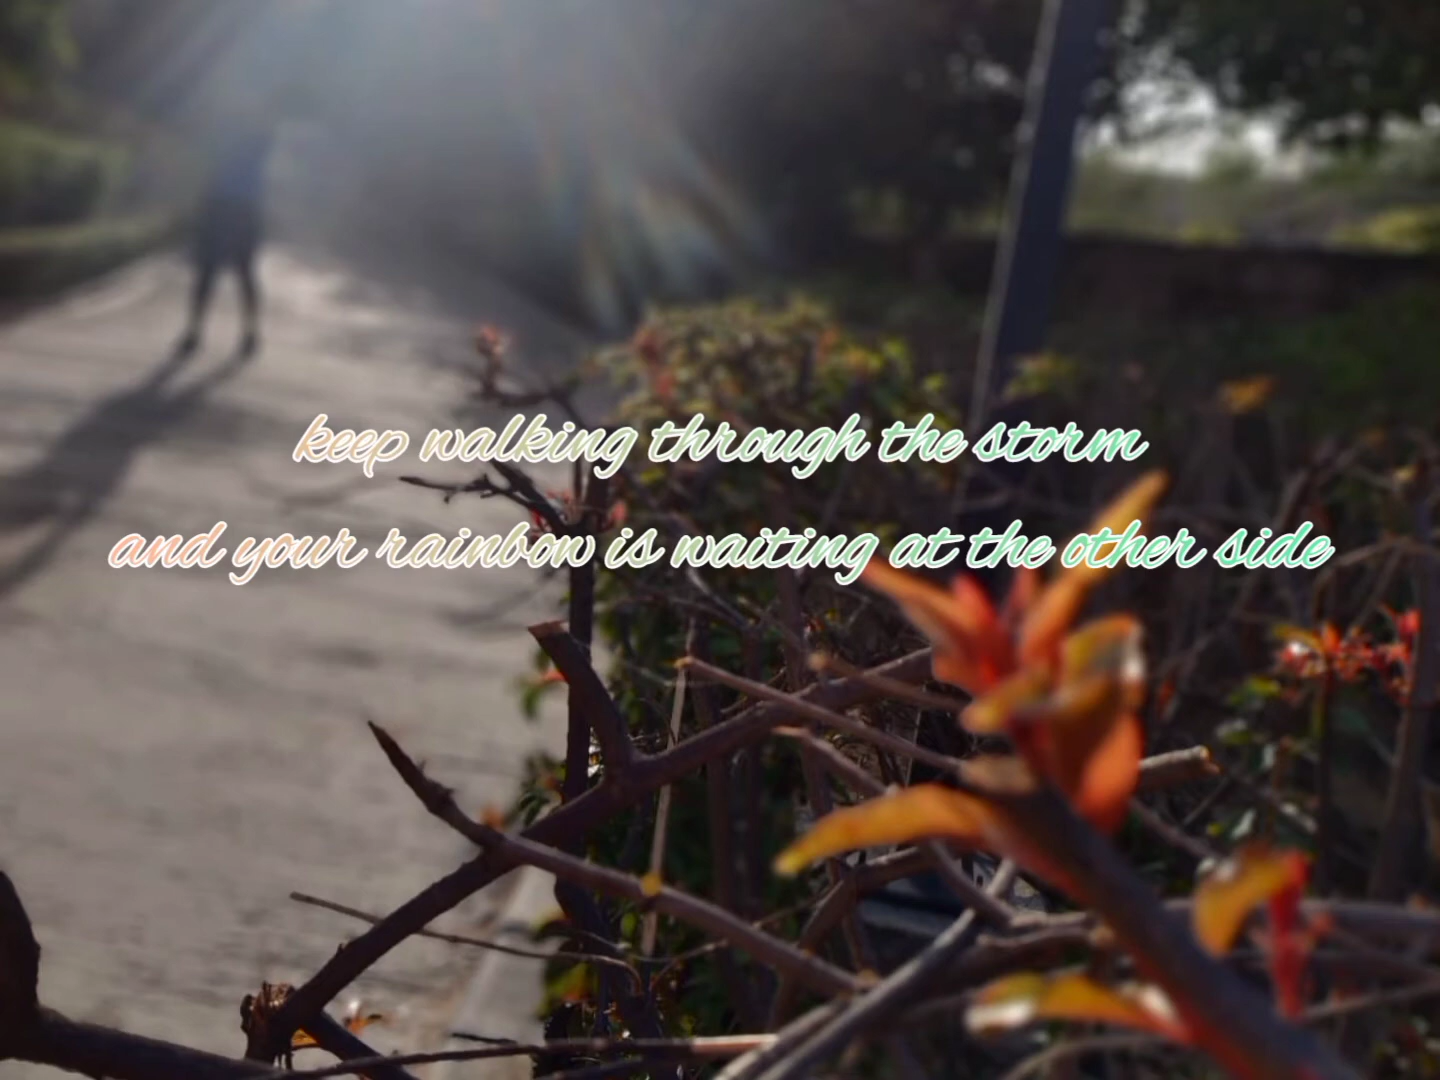 keep walking through the storm
and your rainbow is waiting at the other side